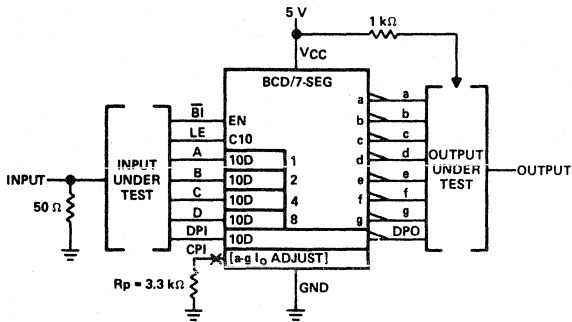 5 V
1 kΩ
VCC
BCD/7-SEG
BI
EN
LE
C10
A
10D
1
B
10D
2
C
10D
4
D
10D
8
DPI
10D
CPI
[a-g IO ADJUST]
INPUT
50 Ω
INPUT
UNDER
TEST
Rp = 3.3 kΩ
GND
a
a
b
b
c
c
d
d
e
e
f
f
g
g
DPO
OUTPUT
UNDER
TEST
OUTPUT